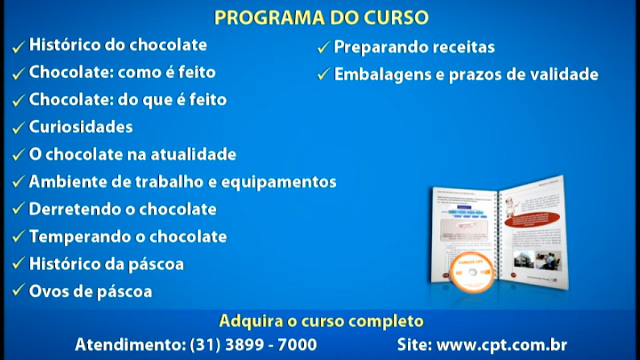 PROGRAMA DO CURSO
Histórico do chocolate
Chocolate: como é feito
Chocolate: do que é feito
Curiosidades
O chocolate na atualidade
Ambiente de trabalho e equipamentos
Derretendo o chocolate
Temperando o chocolate
Histórico da páscoa
Ovos de páscoa
Preparando receitas
Embalagens e prazos de validade
Adquira o curso completo
Atendimento: (31) 3899 - 7000
Site: www.cpt.com.br